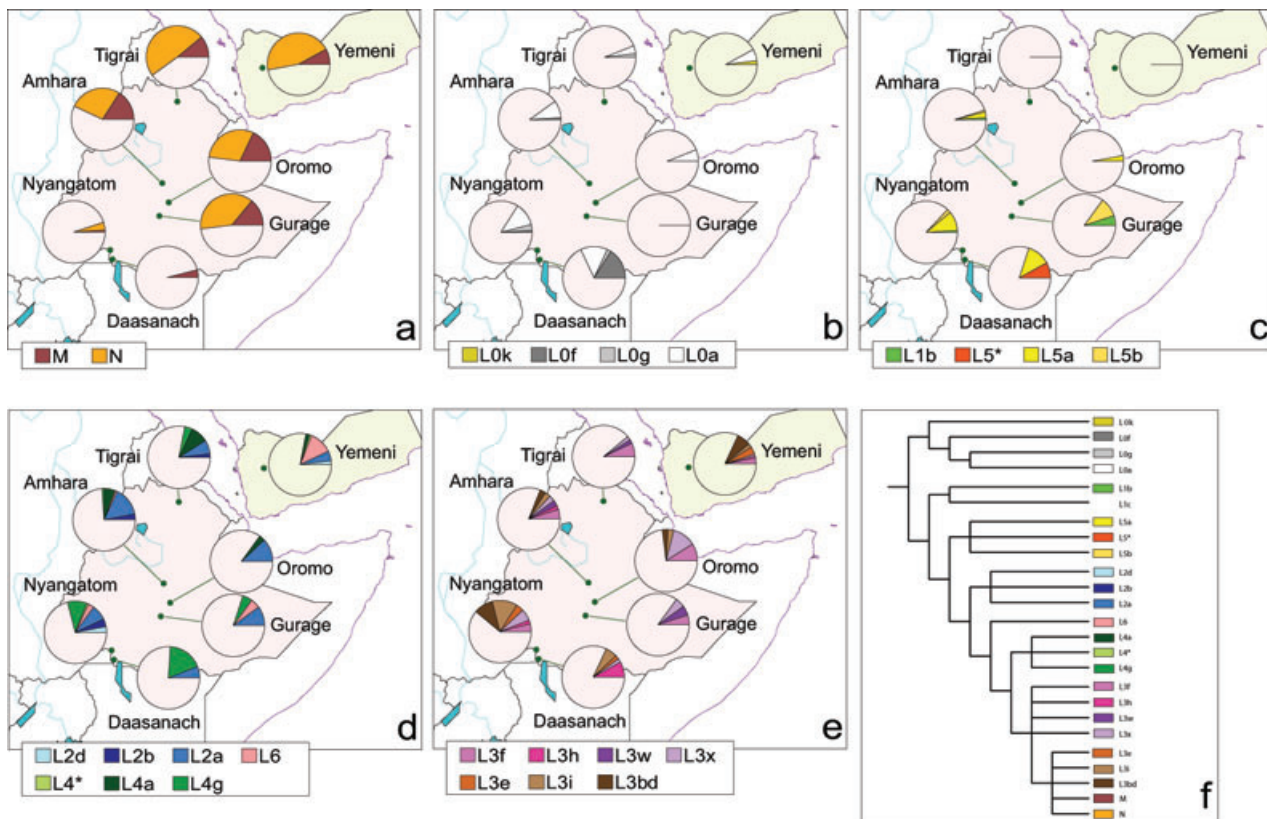 Tigrai
Yemeni
Amhara
Oromo
Nyangatom
Gurage
Daasanach
a
M N
Tigrai
Yemeni
Amhara
Oromo
Nyangatom
Gurage
Daasanach
b
L0k L0f L0g L0a
Tigrai
Yemeni
Amhara
Oromo
Nyangatom
Gurage
Daasanach
c
L1b L5* L5a L5b
Tigrai
Yemeni
Amhara
Oromo
Nyangatom
Gurage
Daasanach
d
L2d L2b L2a L6
L4* L4a L4g
Tigrai
Yemeni
Amhara
Oromo
Nyangatom
Gurage
Daasanach
e
L3f L3h L3w L3x
L3e L3i L3bd
L0k
L0f
L0g
L0a
L1b
L1c
L5a
L5*
L5b
L2d
L2b
L2a
L6
L4a
L4*
L4g
L3f
L3h
L3w
L3x
L3e
L3i
L3bd
M
N
f